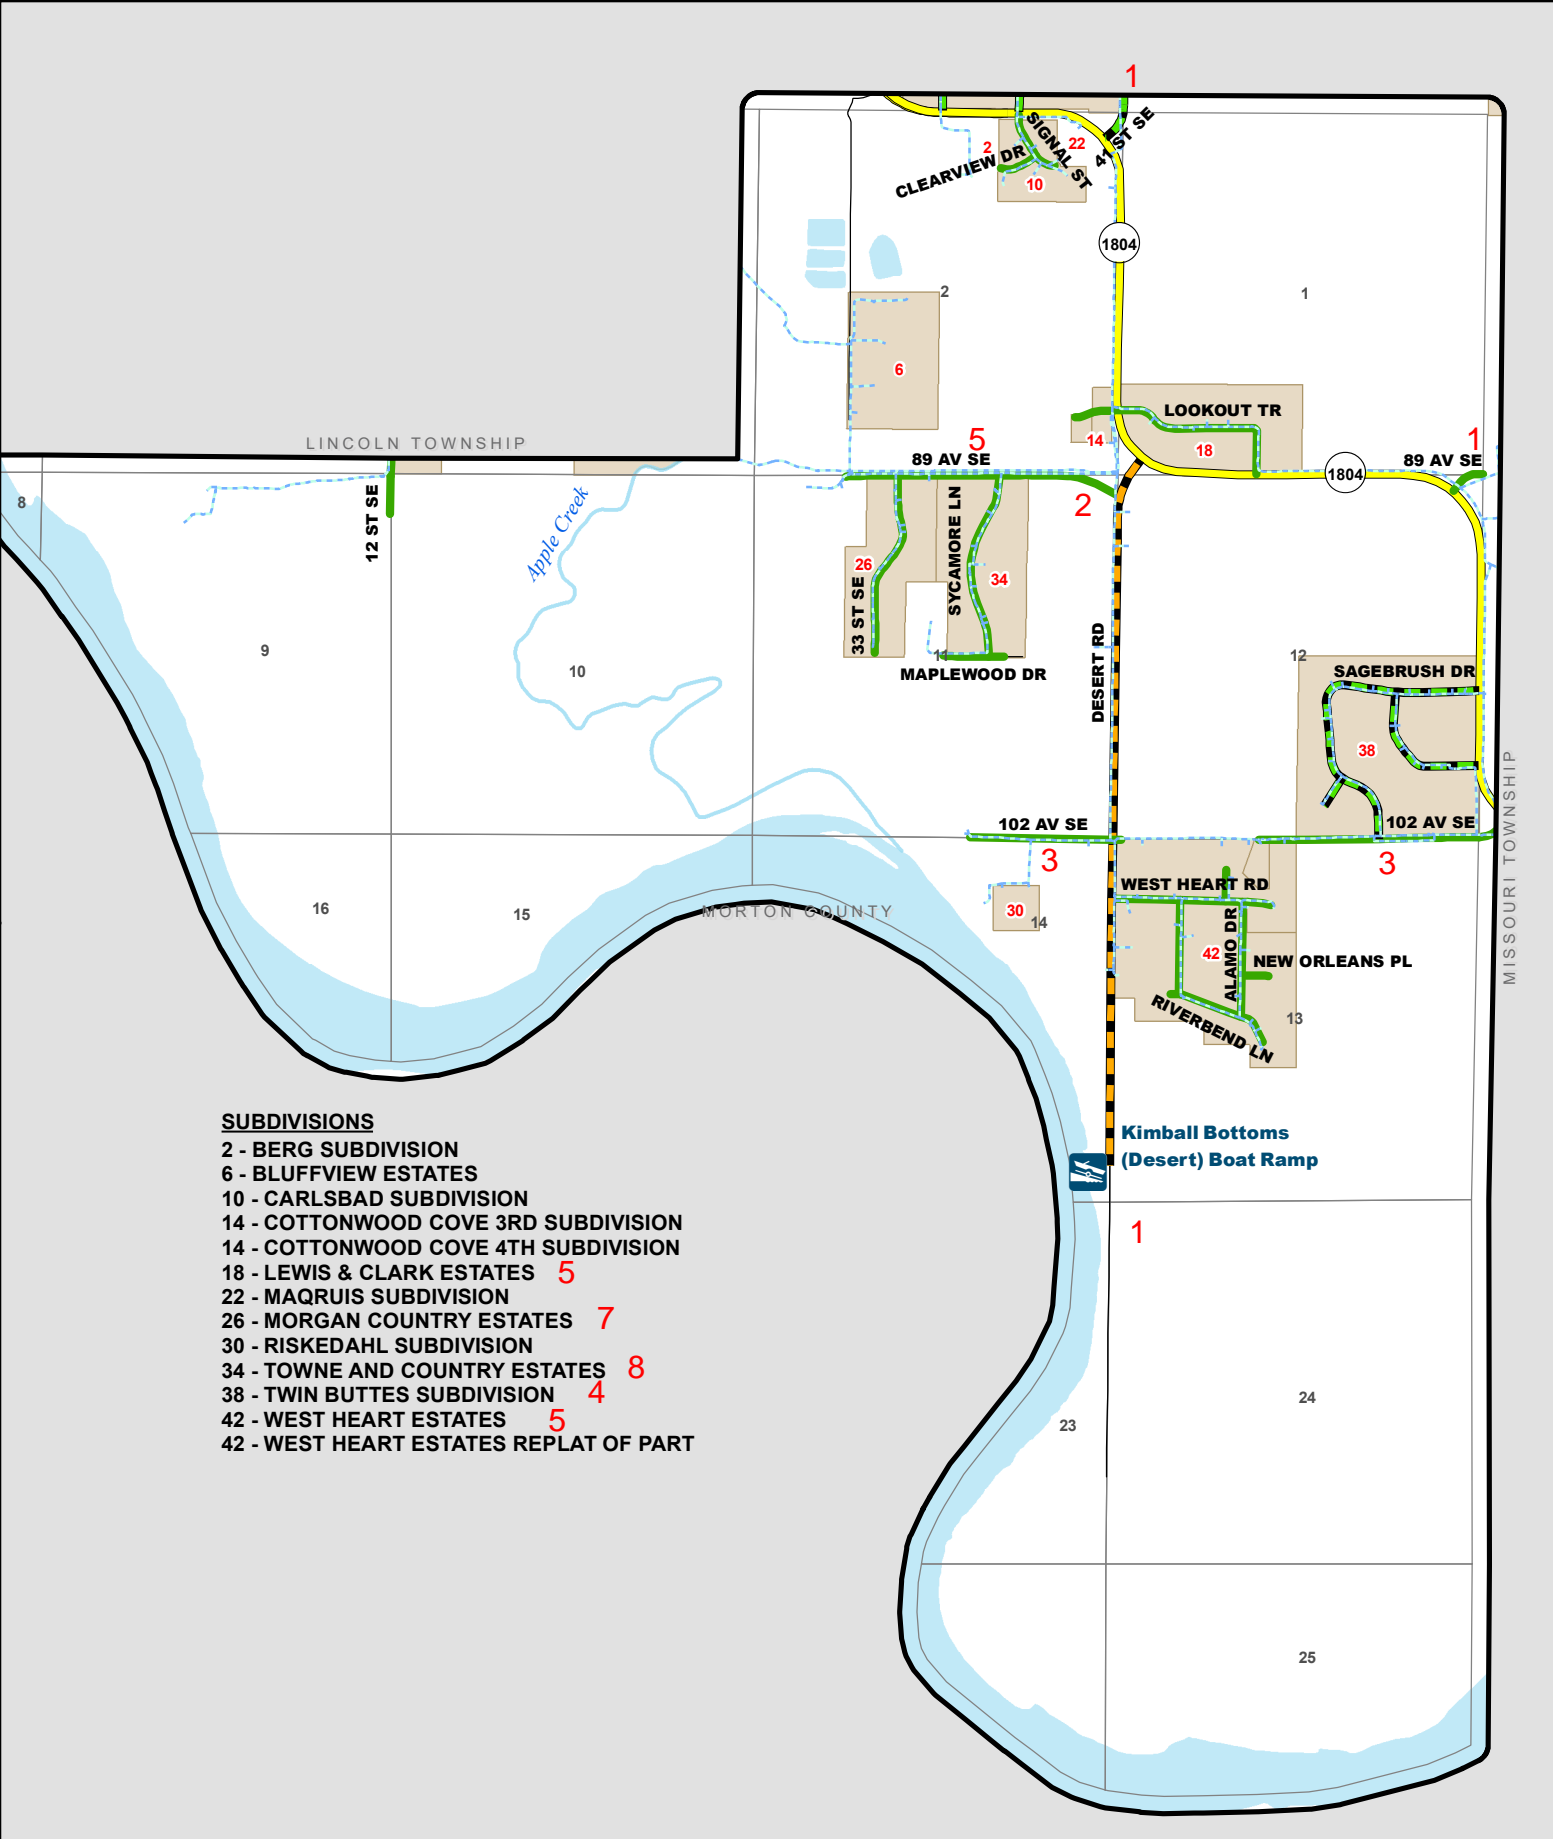 1
SIGNAL ST
41 ST SE
2
22
CLEARVIEW DR
10
1804
2
1
6
LOOKOUT TR
14
18
LINCOLN TOWNSHIP
5
89 AV SE
1
89 AV SE
1804
8
12 ST SE
Apple Creek
2
26
33 ST SE
SYCAMORE LN
34
DESERT RD
9
10
11
MAPLEWOOD DR
12
SAGEBRUSH DR
38
MISSOURI TOWNSHIP
102 AV SE
3
102 AV SE
3
16
15
MORTON COUNTY
30
14
WEST HEART RD
42
ALAMO DR
NEW ORLEANS PL
RIVERBEND LN
13
Kimball Bottoms
(Desert) Boat Ramp
1
SUBDIVISIONS
2 - BERG SUBDIVISION
6 - BLUFFVIEW ESTATES
10 - CARLSBAD SUBDIVISION
14 - COTTONWOOD COVE 3RD SUBDIVISION
14 - COTTONWOOD COVE 4TH SUBDIVISION
18 - LEWIS & CLARK ESTATES 5
22 - MAQRUIS SUBDIVISION
26 - MORGAN COUNTRY ESTATES 7
30 - RISKEDAHL SUBDIVISION
34 - TOWNE AND COUNTRY ESTATES 8
38 - TWIN BUTTES SUBDIVISION 4
42 - WEST HEART ESTATES 5
42 - WEST HEART ESTATES REPLAT OF PART
23
24
25